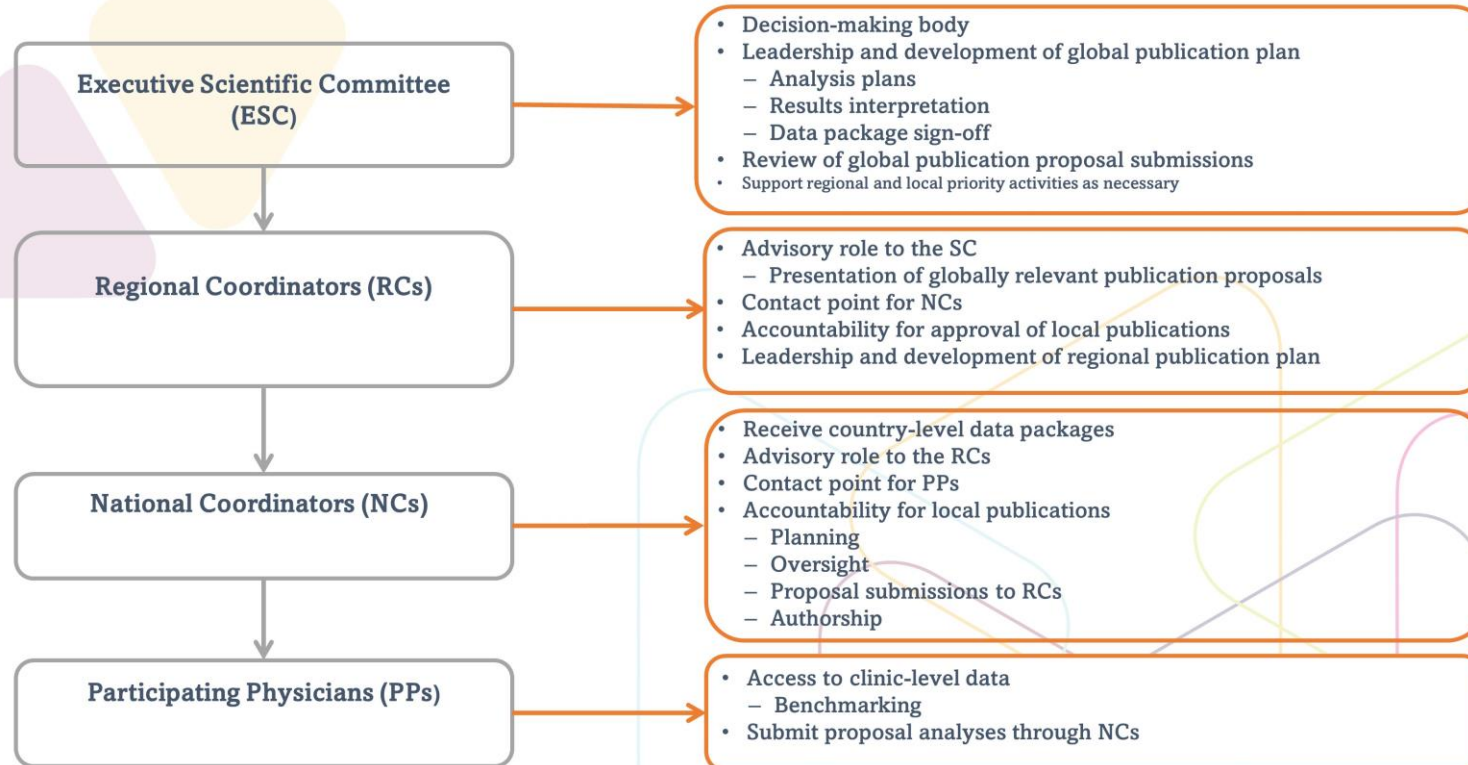 Executive Scientific Committee
(ESC)
• Decision-making body
• Leadership and development of global publication plan
– Analysis plans
– Results interpretation
– Data package sign-off
• Review of global publication proposal submissions
• Support regional and local priority activities as necessary
Regional Coordinators (RCs)
• Advisory role to the SC
– Presentation of globally relevant publication proposals
• Contact point for NCs
• Accountability for approval of local publications
• Leadership and development of regional publication plan
National Coordinators (NCs)
• Receive country-level data packages
• Advisory role to the RCs
• Contact point for PPs
• Accountability for local publications
– Planning
– Oversight
– Proposal submissions to RCs
– Authorship
Participating Physicians (PPs)
• Access to clinic-level data
– Benchmarking
• Submit proposal analyses through NCs